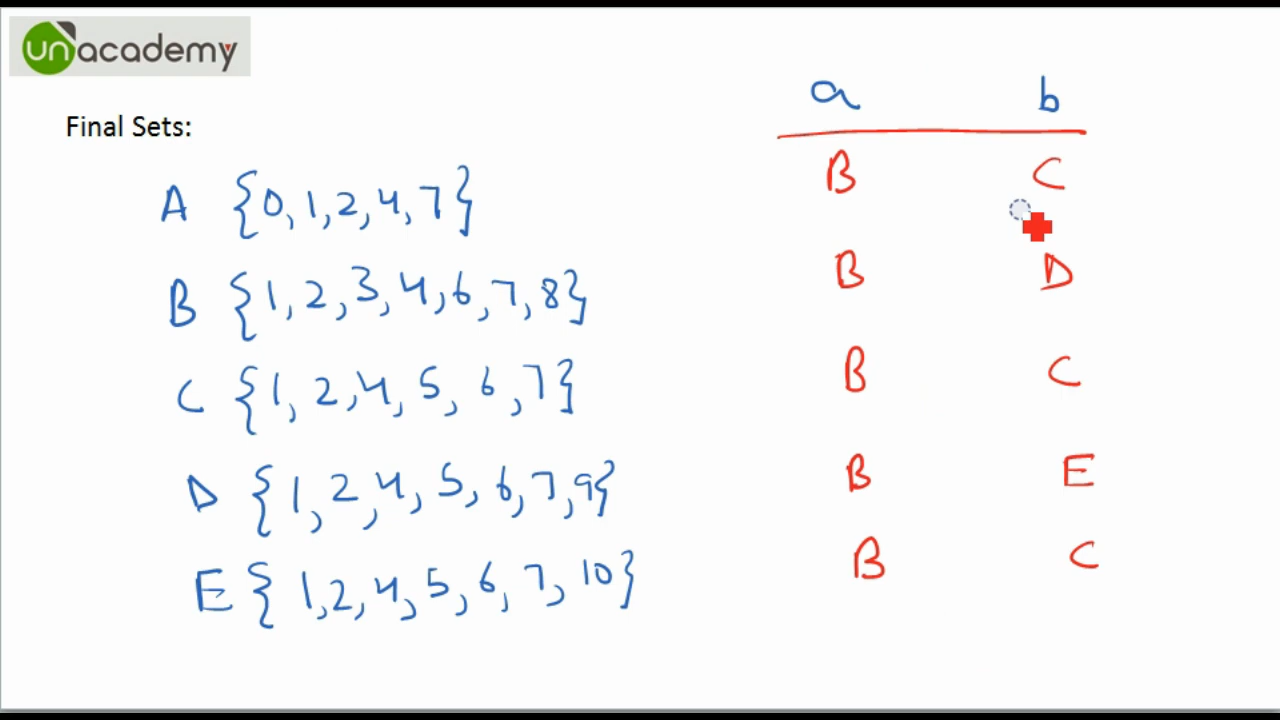 unacademy
a b
Final Sets:
B C
A {0, 1, 2, 4, 7}
B D
B {1, 2, 3, 4, 6, 7, 8}
B C
C {1, 2, 4, 5, 6, 7}
B E
D {1, 2, 4, 5, 6, 7, 9}
B C
E {1, 2, 4, 5, 6, 7, 10}